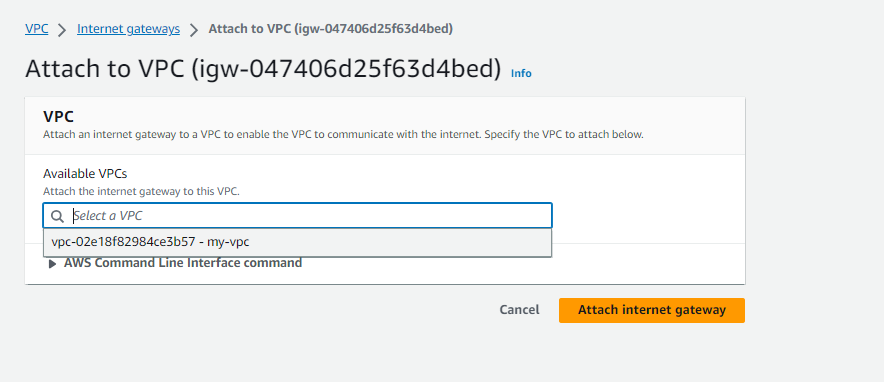 VPC > Internet gateways > Attach to VPC (igw-047406d25f63d4bed)
Attach to VPC (igw-047406d25f63d4bed) Info
VPC
Attach an internet gateway to a VPC to enable the VPC to communicate with the internet. Specify the VPC to attach below.
Available VPCs
Attach the internet gateway to this VPC.
Select a VPC
vpc-02e18f82984ce3b57 - my-vpc
AWS Command Line Interface command
Cancel Attach internet gateway